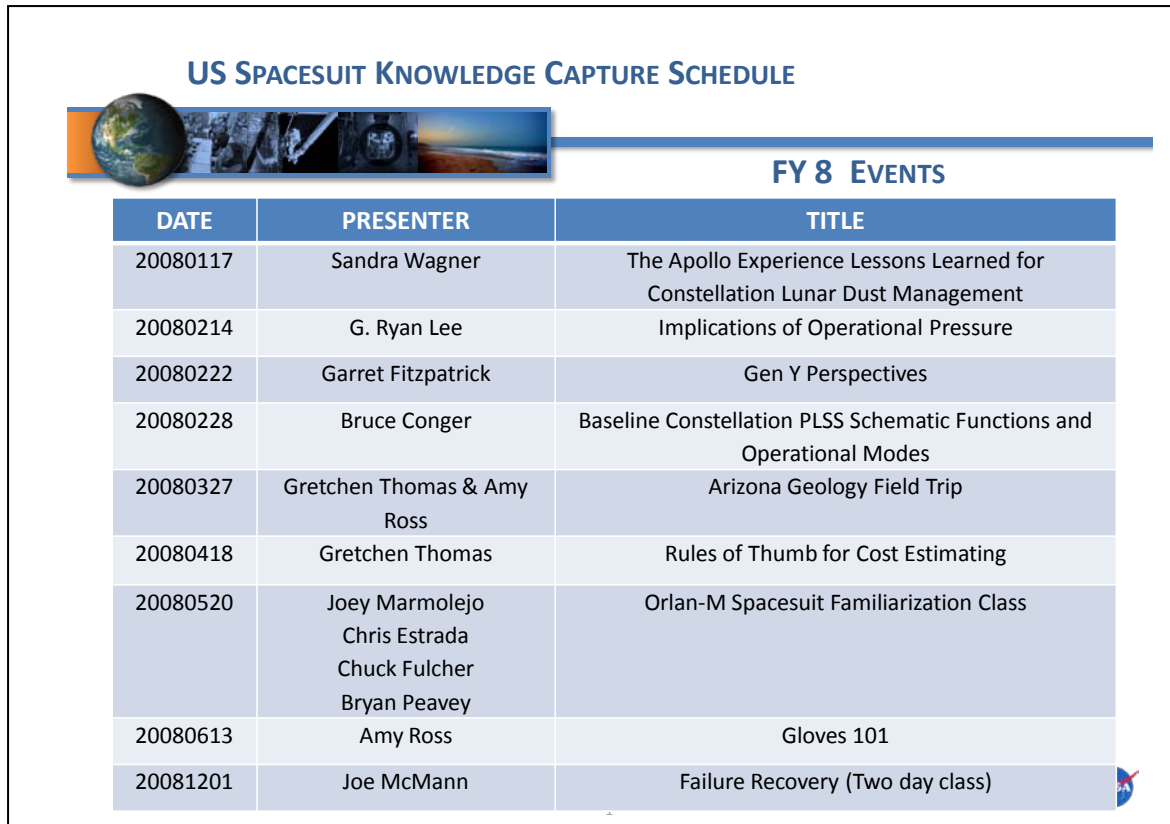 US SPACESUIT KNOWLEDGE CAPTURE SCHEDULE
FY 8 EVENTS
DATE PRESENTER TITLE
20080117 Sandra Wagner The Apollo Experience Lessons Learned for
Constellation Lunar Dust Management
20080214 G. Ryan Lee Implications of Operational Pressure
20080222 Garret Fitzpatrick Gen Y Perspectives
20080228 Bruce Conger Baseline Constellation PLSS Schematic Functions and
Operational Modes
20080327 Gretchen Thomas & Amy Arizona Geology Field Trip
Ross
20080418 Gretchen Thomas Rules of Thumb for Cost Estimating
20080520 Joey Marmolejo Orlan-M Spacesuit Familiarization Class
Chris Estrada
Chuck Fulcher
Bryan Peavey
20080613 Amy Ross Gloves 101
20081201 Joe McMann Failure Recovery (Two day class)